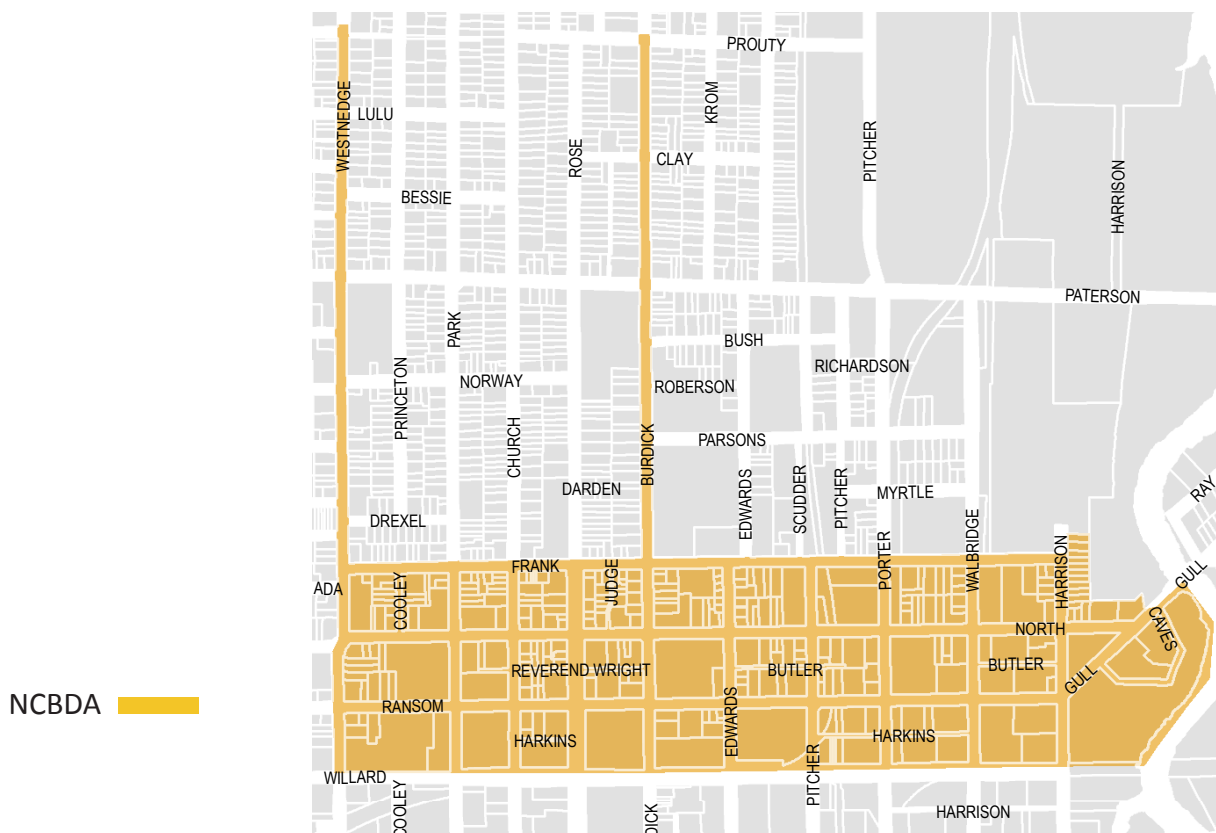 PROUTY
WESTNEDGE
LULU
KROM
ROSE
CLAY
PITCHER
HARRISON
BESSIE
PATERSON
PARK
BUSH
PRINCETON
NORWAY
RICHARDSON
ROBERSON
CHURCH
BURDICK
PARSONS
DARDEN
EDWARDS
SCUDDER
PITCHER
MYRTLE
RAY
DREXEL
WALBRIDGE
FRANK
JUDGE
PORTER
HARRISON
GULL
ADA
COOLEY
NORTH
CAVES
REVEREND WRIGHT
BUTLER
BUTLER
GULL
NCBDA
RANSOM
EDWARDS
HARKINS
HARKINS
WILLARD
PITCHER
COOLEY
DICK
HARRISON